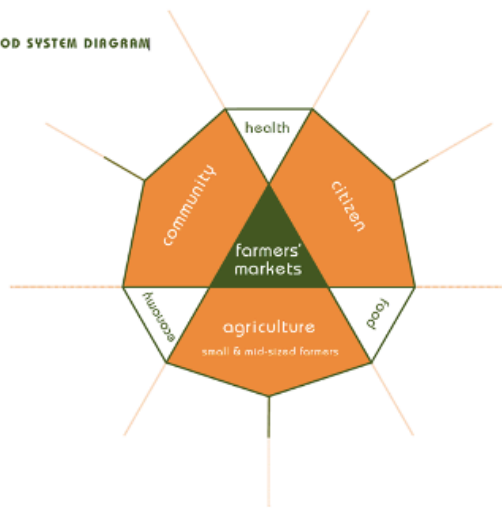 OD SYSTEM DIAGRAM
health
community
citizen
farmers'
markets
economy
food
agriculture
small & mid-sized farmers